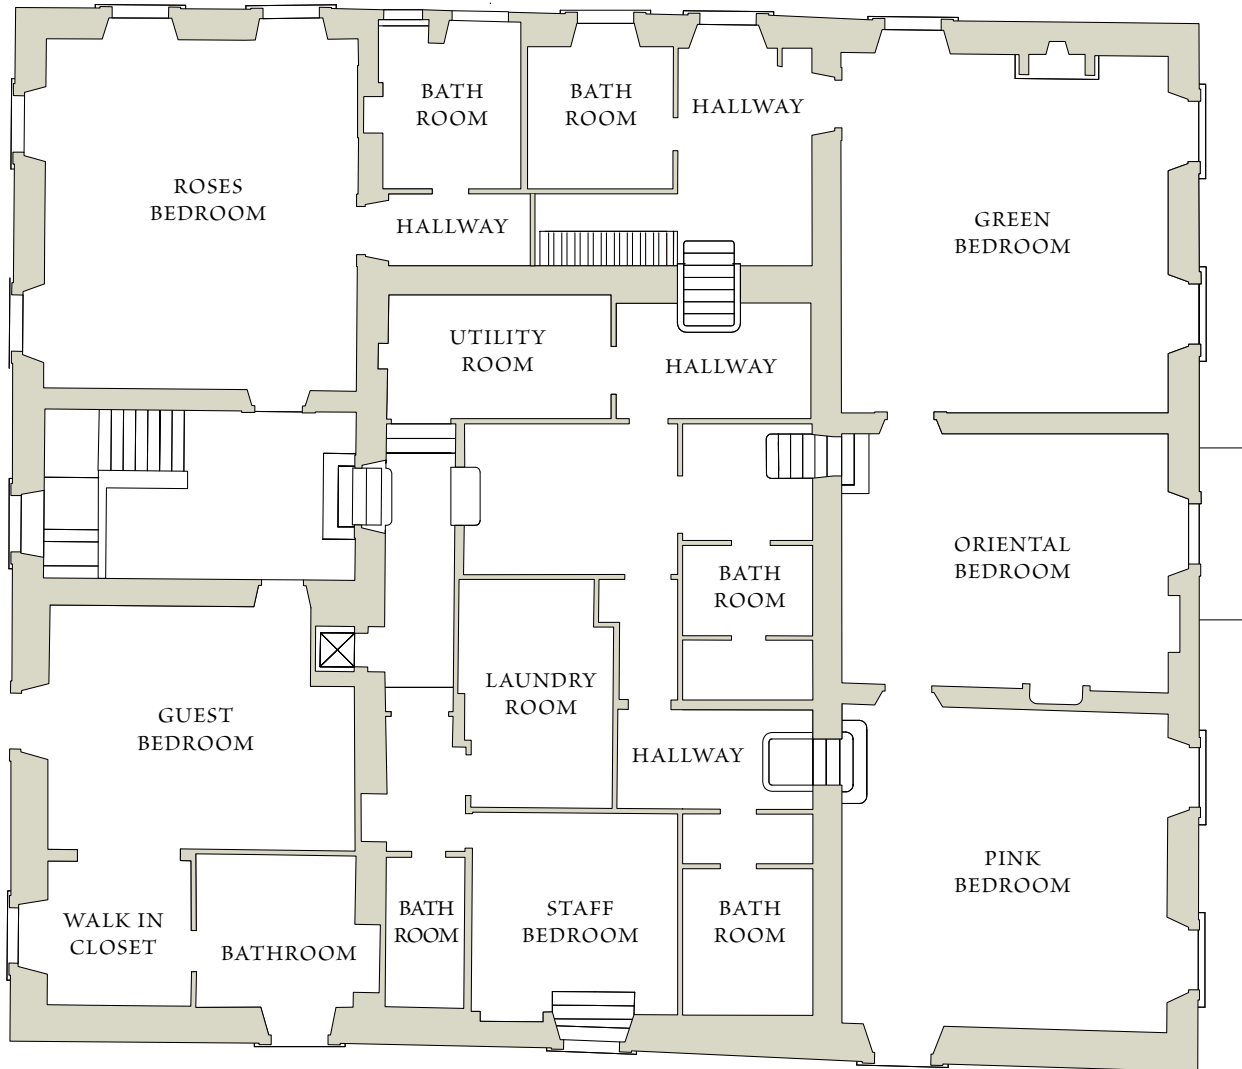 BATH
ROOM
BATH
ROOM
HALLWAY
ROSES
BEDROOM
HALLWAY
GREEN
BEDROOM
UTILITY
ROOM
HALLWAY
ORIENTAL
BEDROOM
BATH
ROOM
LAUNDRY
ROOM
GUEST
BEDROOM
HALLWAY
PINK
BEDROOM
WALK IN
CLOSET
BATHROOM
BATH
ROOM
STAFF
BEDROOM
BATH
ROOM